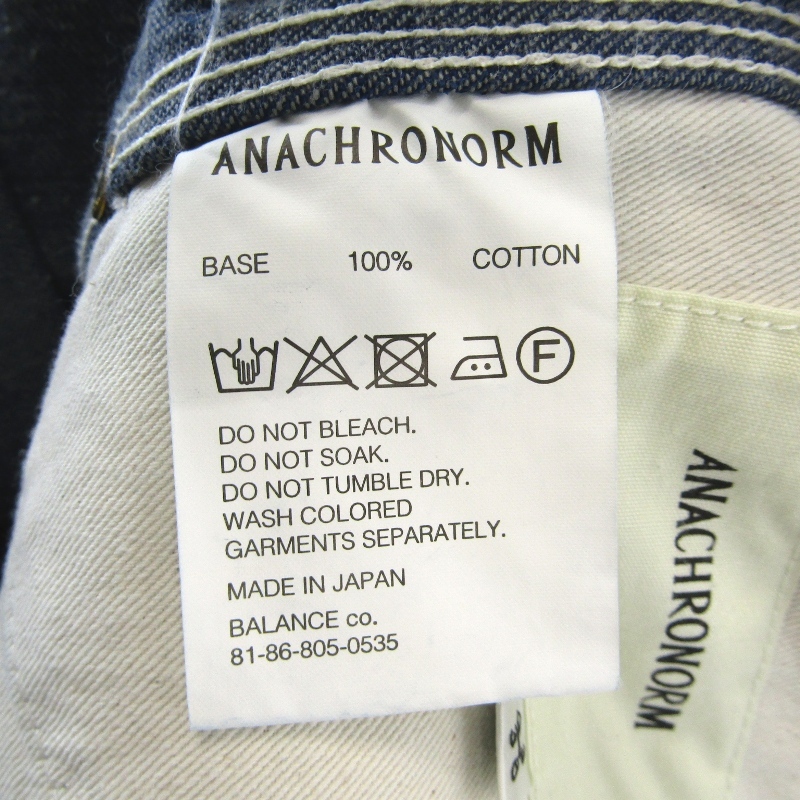 ANACHRONORM
BASE 100% COTTON
F
DO NOT BLEACH.
DO NOT SOAK.
DO NOT TUMBLE DRY.
WASH COLORED
GARMENTS SEPARATELY.
MADE IN JAPAN
BALANCE co.
81-86-805-0535
ANACHRONORM